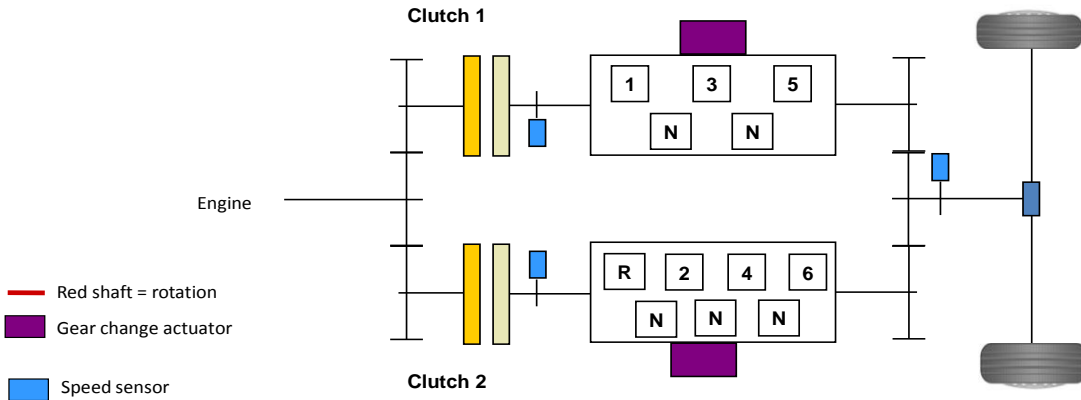 Clutch 1
1 3 5
N N
Engine
R 2 4 6
N N N
Red shaft = rotation
Gear change actuator
Speed sensor
Clutch 2